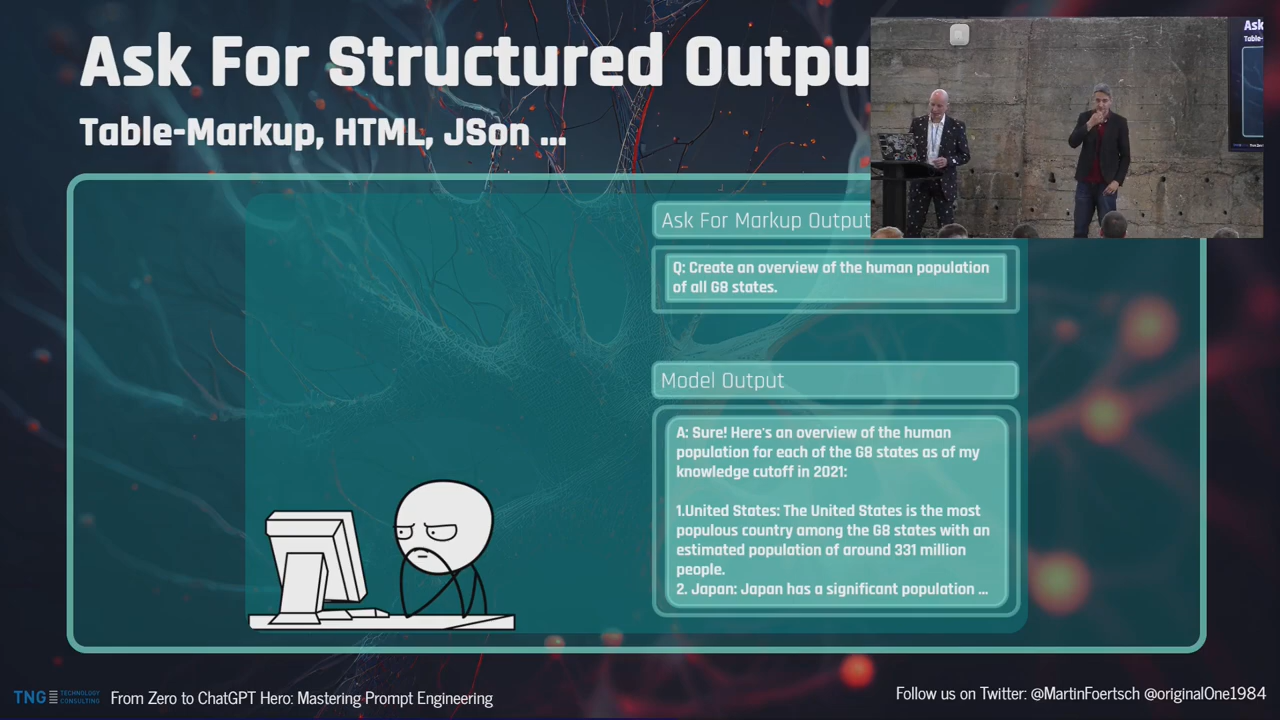 Ask For Structured Outpu
Table-Markup, HTML, JSon ...
Ask
Table-
Ask For Markup Output
Q: Create an overview of the human population
of all G8 states.
Model Output
A: Sure! Here's an overview of the human
population for each of the G8 states as of my
knowledge cutoff in 2021:
1.United States: The United States is the most
populous country among the G8 states with an
estimated population of around 331 million
people.
2. Japan: Japan has a significant population ...
TNG TECHNOLOGY
CONSULTING
From Zero to ChatGPT Hero: Mastering Prompt Engineering
Follow us on Twitter: @MartinFoertsch @originalOne1984